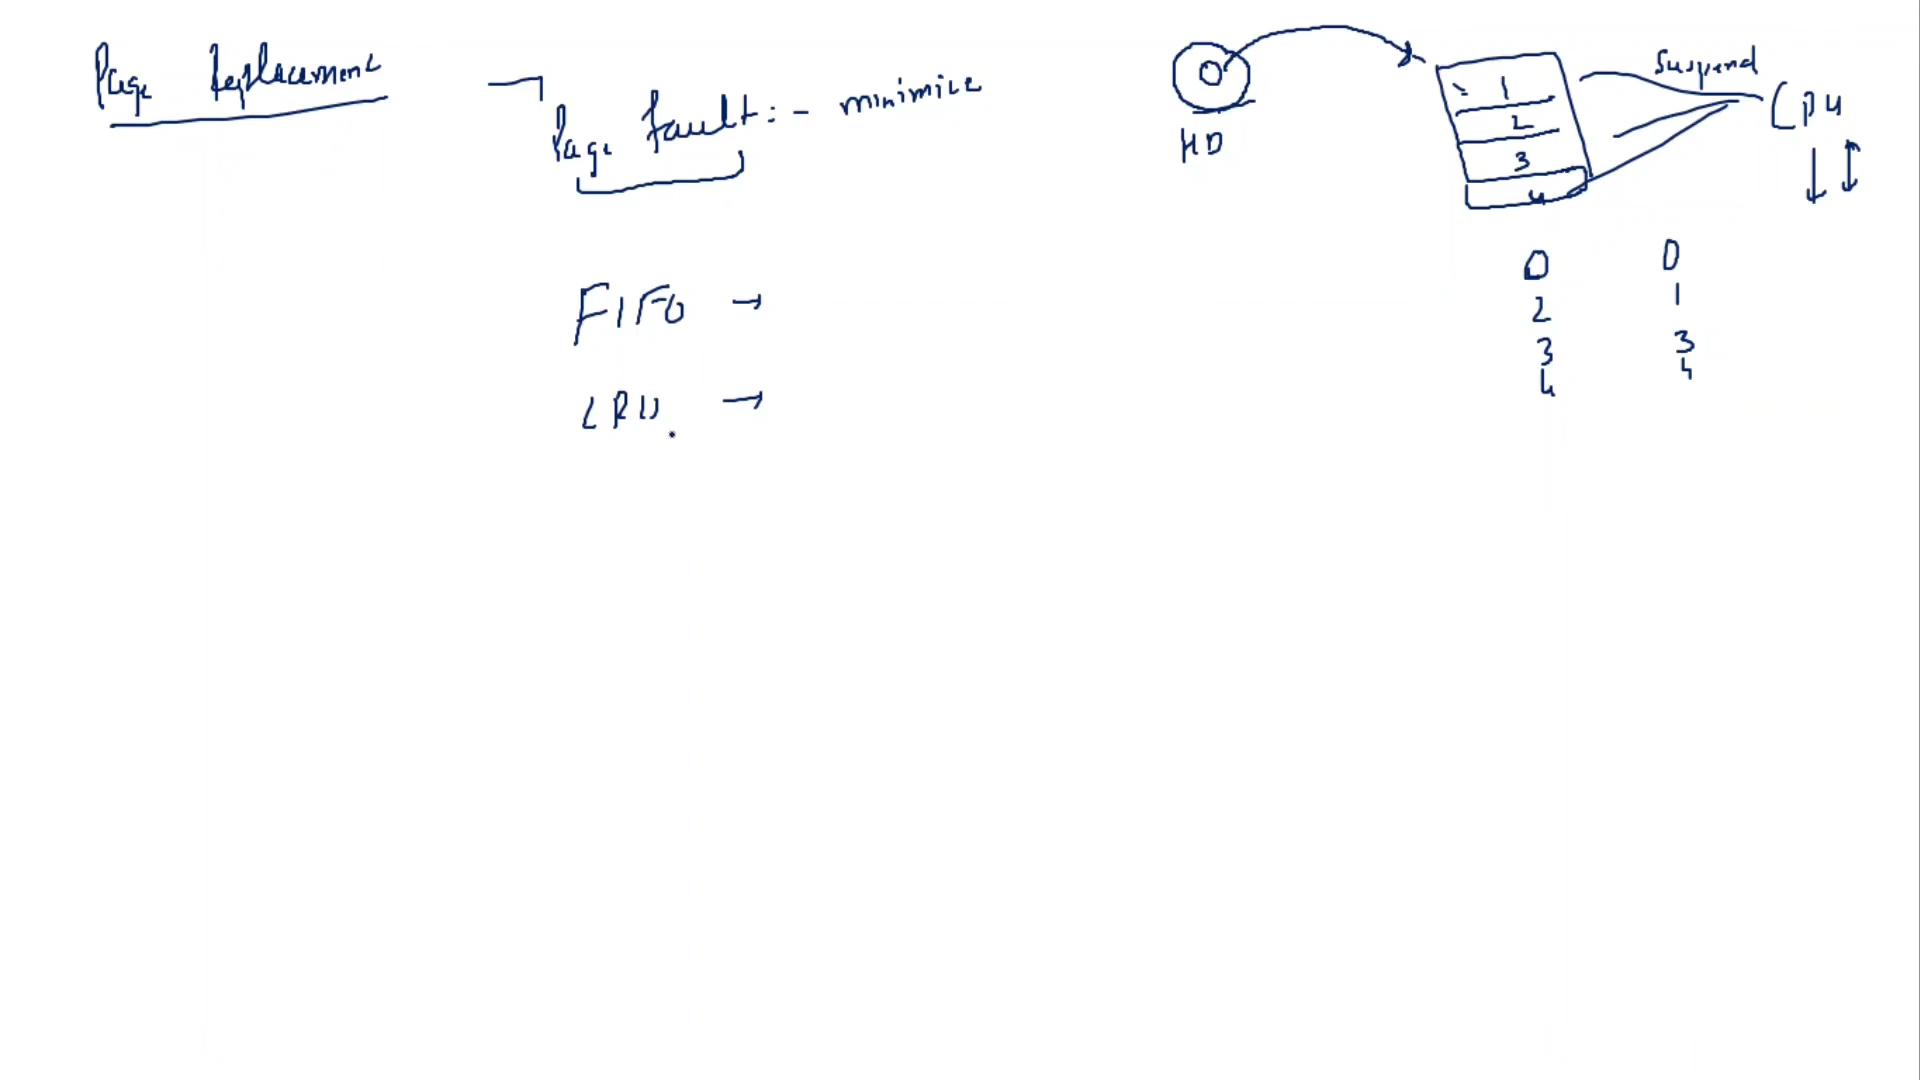 Page Replacement
Page fault: - minimize
FIFO →
LRU →
HD
1
2
3
4
Suspend
CPU
0 0
2 1
3 3
4 4